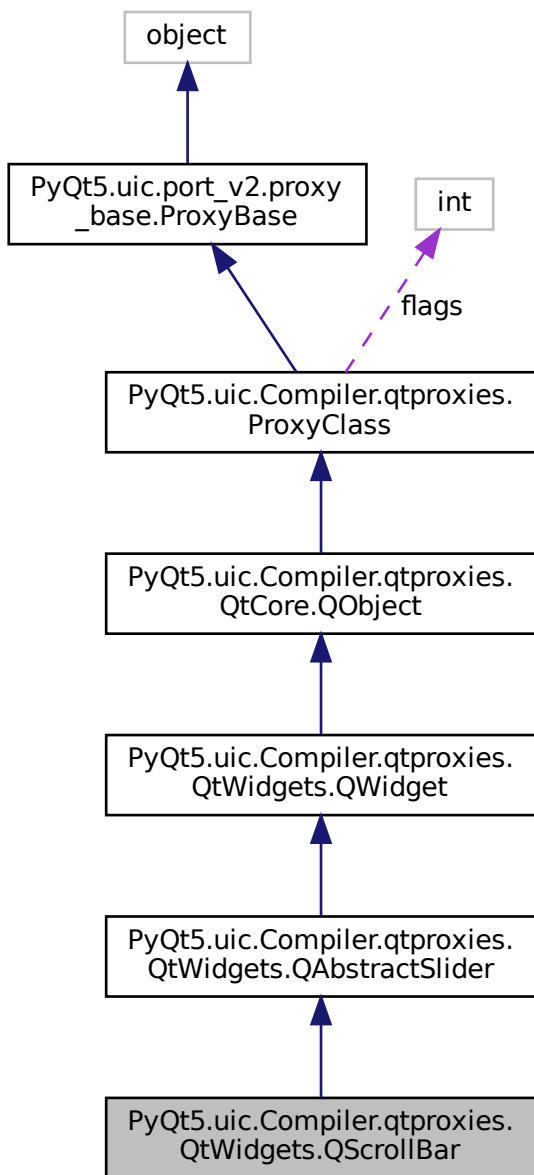 object
PyQt5.uic.port_v2.proxy
_base.ProxyBase
int
flags
PyQt5.uic.Compiler.qtproxies.
ProxyClass
PyQt5.uic.Compiler.qtproxies.
QtCore.QObject
PyQt5.uic.Compiler.qtproxies.
QtWidgets.QWidget
PyQt5.uic.Compiler.qtproxies.
QtWidgets.QAbstractSlider
PyQt5.uic.Compiler.qtproxies.
QtWidgets.QScrollBar